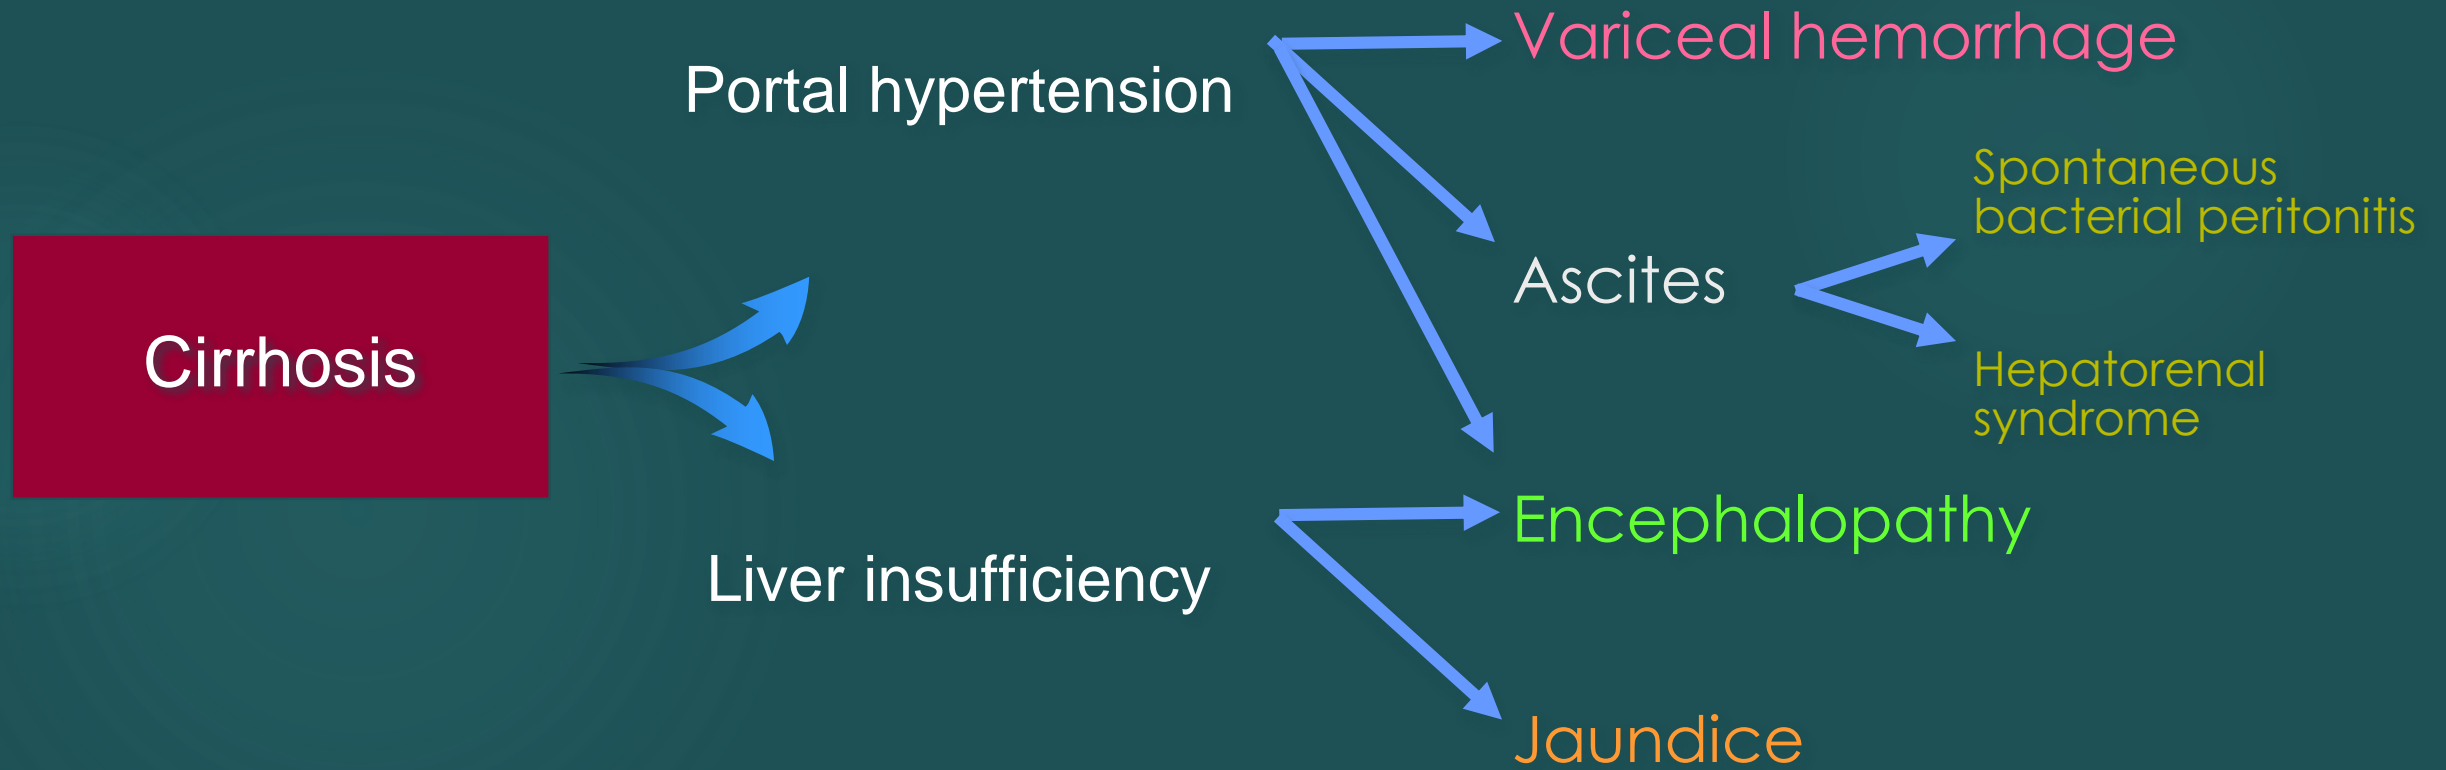 Variceal hemorrhage
Portal hypertension
Spontaneous
bacterial peritonitis
Ascites
Cirrhosis
Hepatorenal
syndrome
Encephalopathy
Liver insufficiency
Jaundice